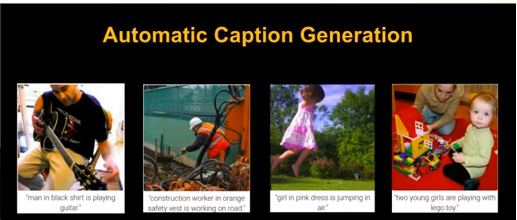 Automatic Caption Generation
"man in black shirt is playing
guitar."
"construction worker in orange
safety vest is working on road."
"girl in pink dress is jumping in
air."
"two young girls are playing with
lego toy."